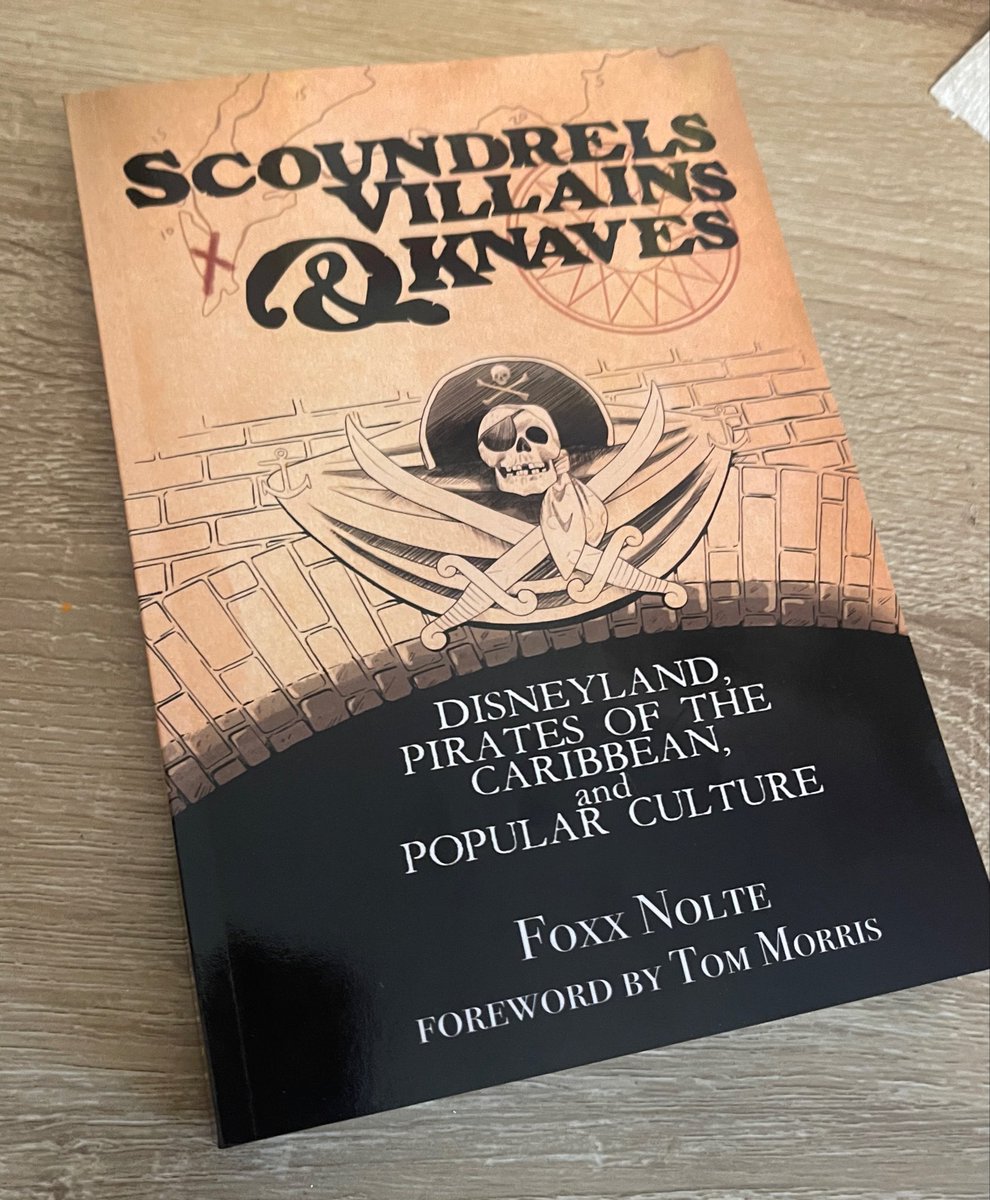 SCOUNDRELS
VILLAINS
& KNAVES
DISNEYLAND,
PIRATES OF THE
CARIBBEAN,
and
POPULAR CULTURE
FOXX NOLTE
FOREWORD BY TOM MORRIS